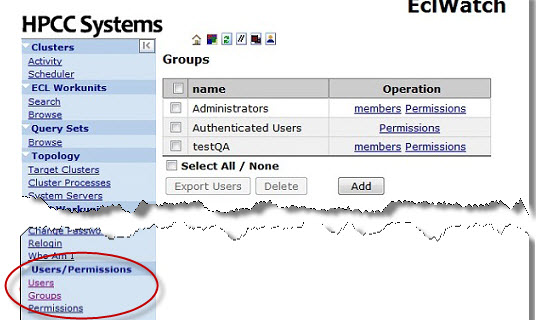 EclWatch
HPCC Systems
Clusters
Activity
Scheduler
ECL Workunits
Search
Browse
Query Sets
Browse
Topology
Target Clusters
Cluster Processes
System Servers
Relogin
Who Am I
Users/Permissions
Users
Groups
Permissions
Groups
name Operation
Administrators members Permissions
Authenticated Users Permissions
testQA members Permissions
Select All / None
Export Users Delete Add